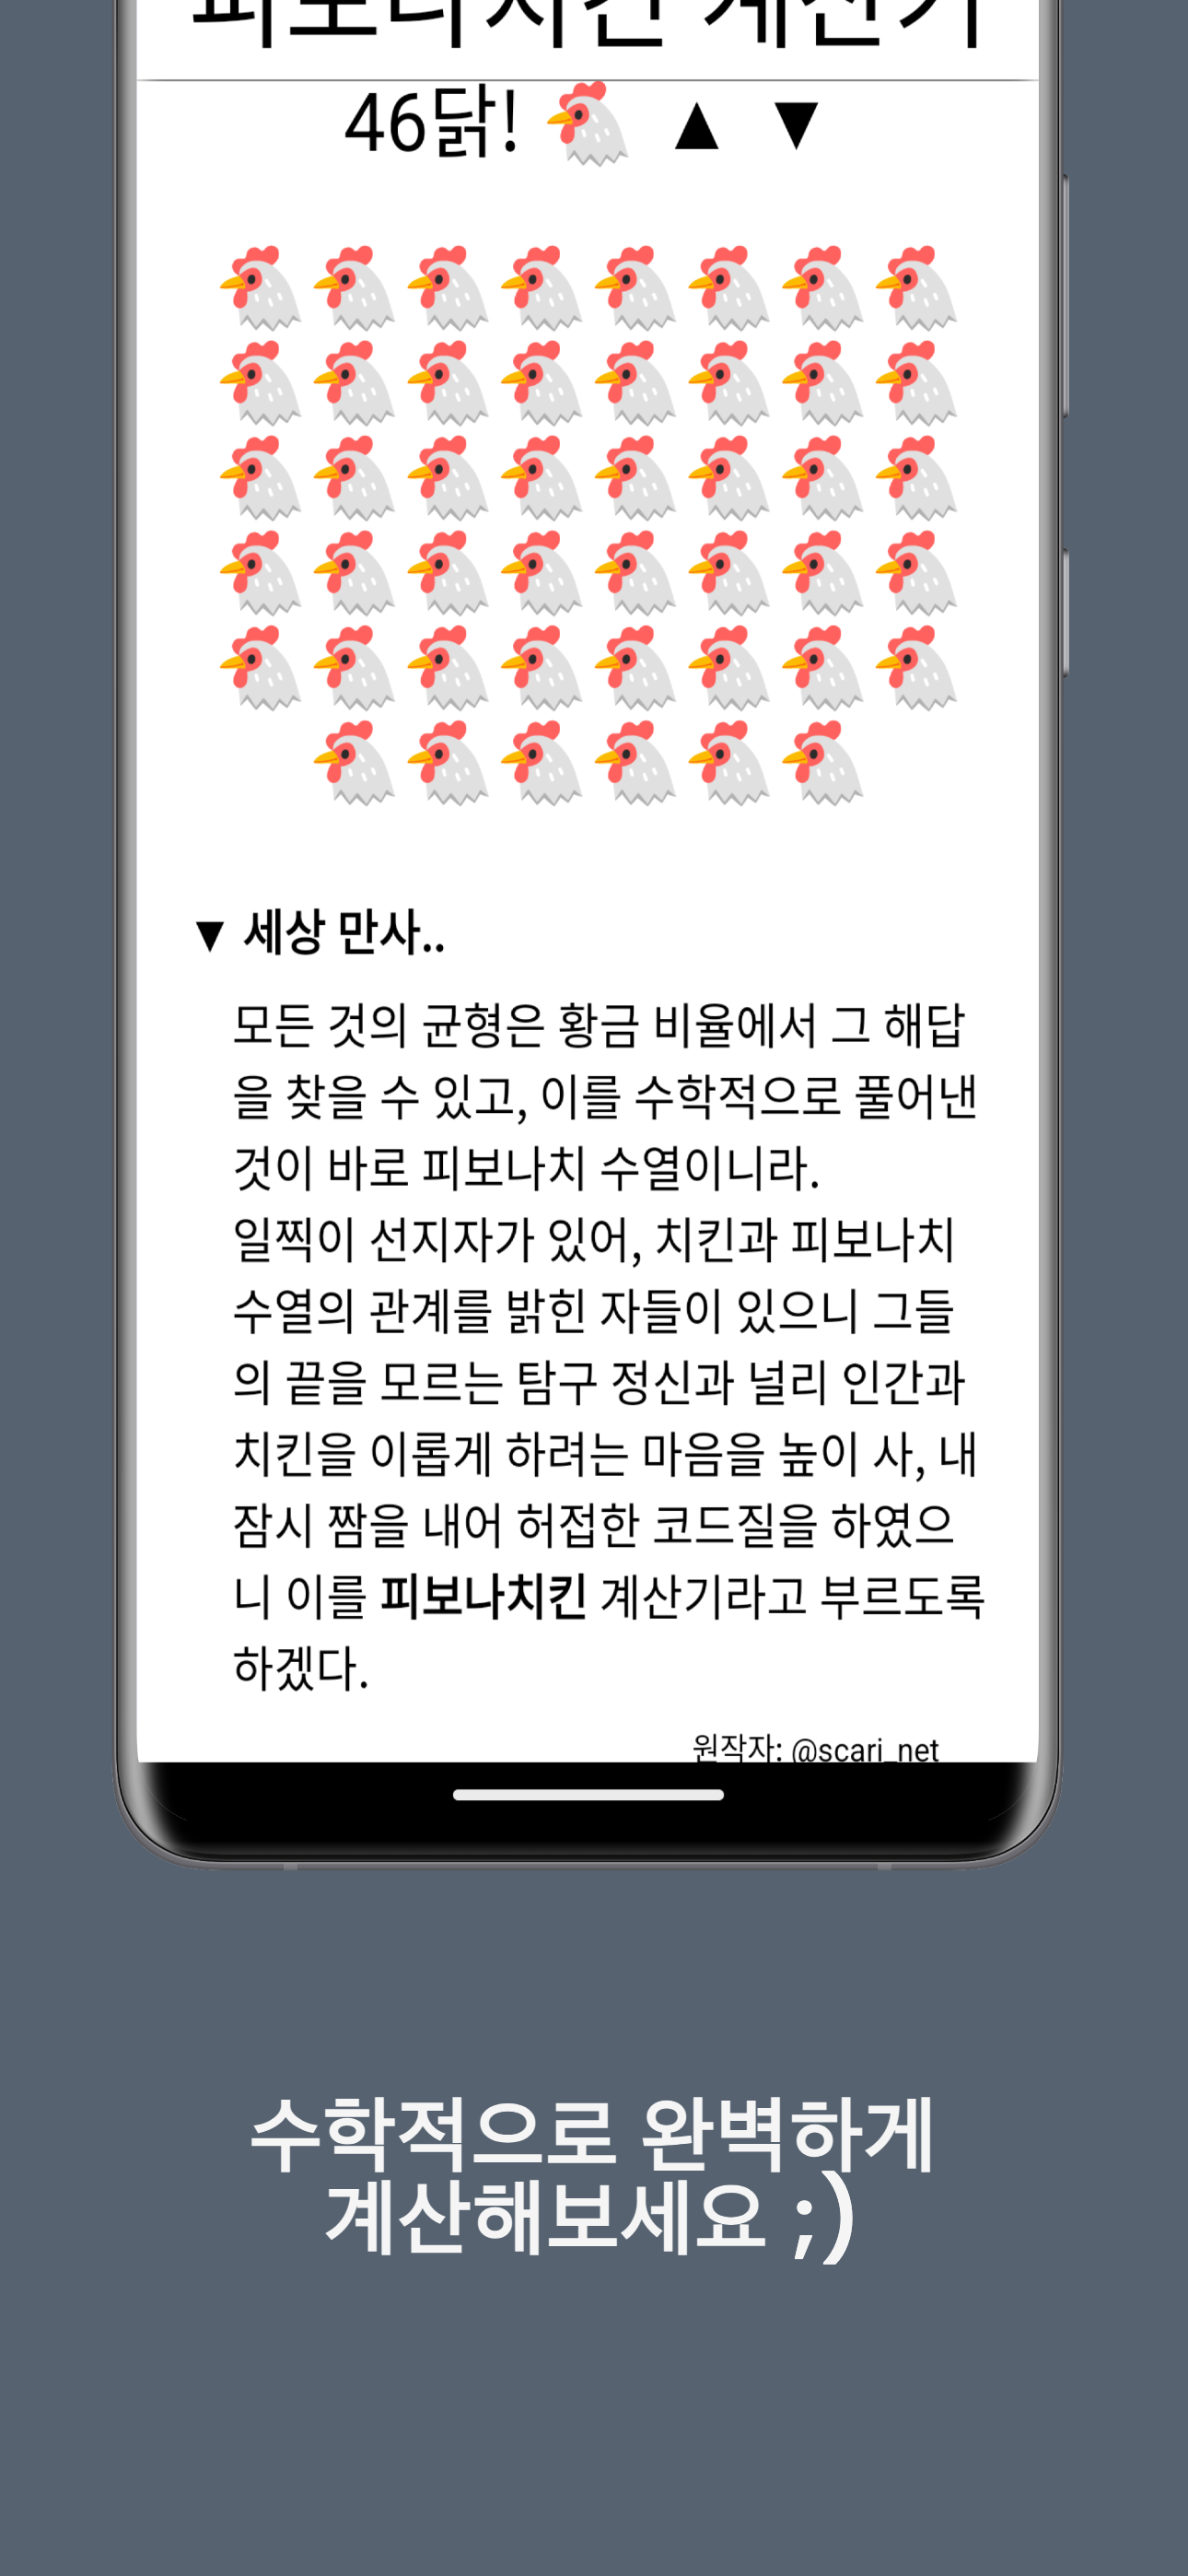 피보나치킨 계산기
46닭! 🐔 ▲ ▼
▼ 세상 만사..
모든 것의 균형은 황금 비율에서 그 해답
을 찾을 수 있고, 이를 수학적으로 풀어낸
것이 바로 피보나치 수열이니라.
일찍이 선지자가 있어, 치킨과 피보나치
수열의 관계를 밝힌 자들이 있으니 그들
의 끝을 모르는 탐구 정신과 널리 인간과
치킨을 이롭게 하려는 마음을 높이 사, 내
잠시 짬을 내어 허접한 코드질을 하였으
니 이를 피보나치킨 계산기라고 부르도록
하겠다.
원작자: @scari_net
수학적으로 완벽하게
계산해보세요 ;)